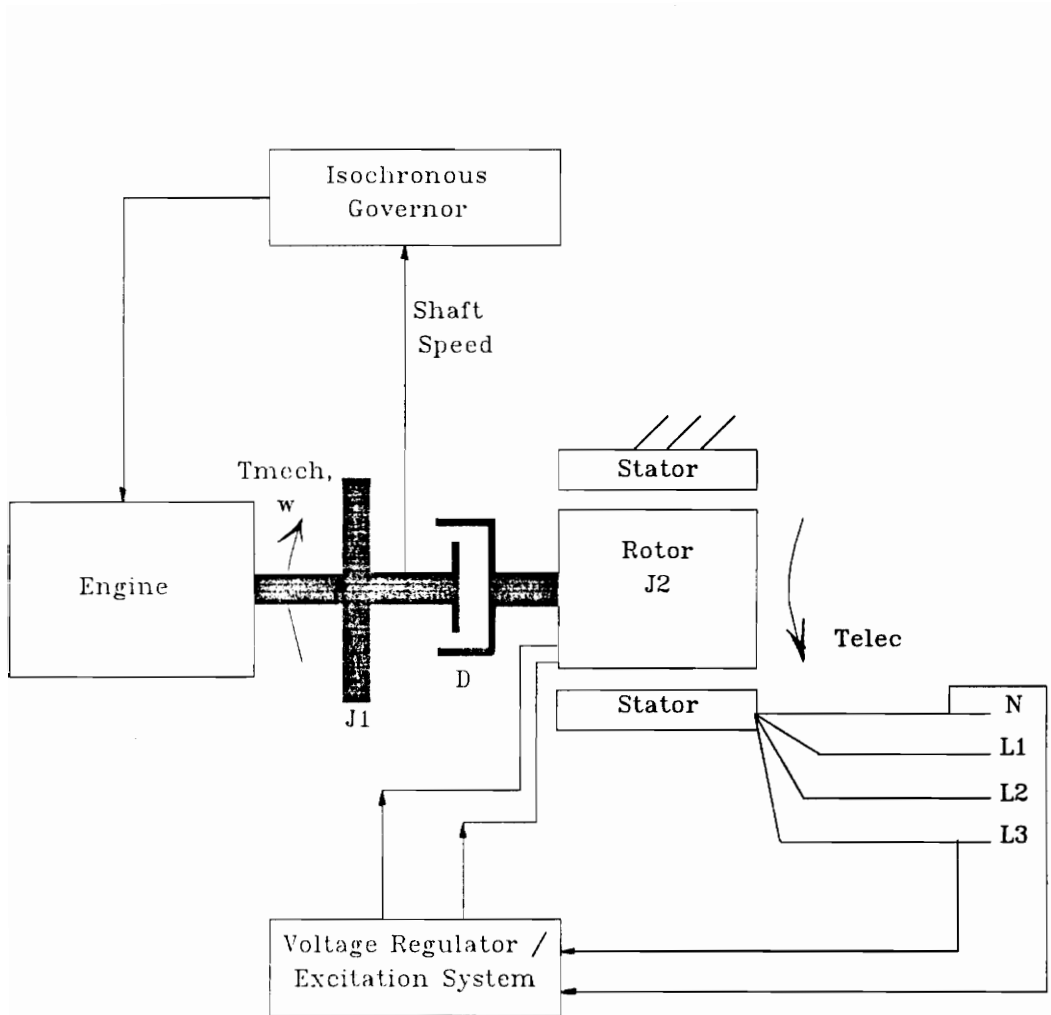 Isochronous
Governor
Shaft
Speed
Tmech,
w
Stator
Engine
Rotor
J2
Telec
D
J1
Stator
N
L1
L2
L3
Voltage Regulator /
Excitation System